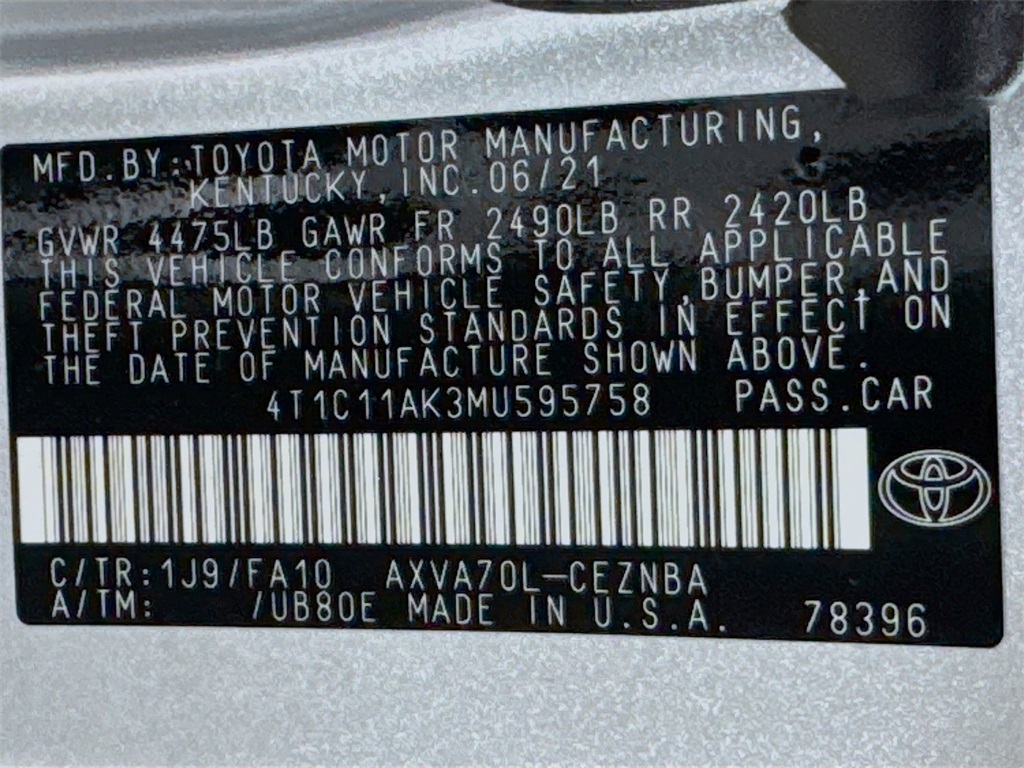 MFD.BY:TOYOTA MOTOR MANUFACTURING,
KENTUCKY, INC.06/21
GVWR 4475LB GAWR FR 2490LB RR 2420LB
THIS VEHICLE CONFORMS TO ALL APPLICABLE
FEDERAL MOTOR VEHICLE SAFETY,BUMPER,AND
THEFT PREVENTION STANDARDS IN EFFECT ON
THE DATE OF MANUFACTURE SHOWN ABOVE.
4T1C11AK3MU595758 PASS.CAR
C/TR:1J9/FA10 AXVA70L-CEZNBA
A/TM: /UB80E MADE IN U.S.A. 78396